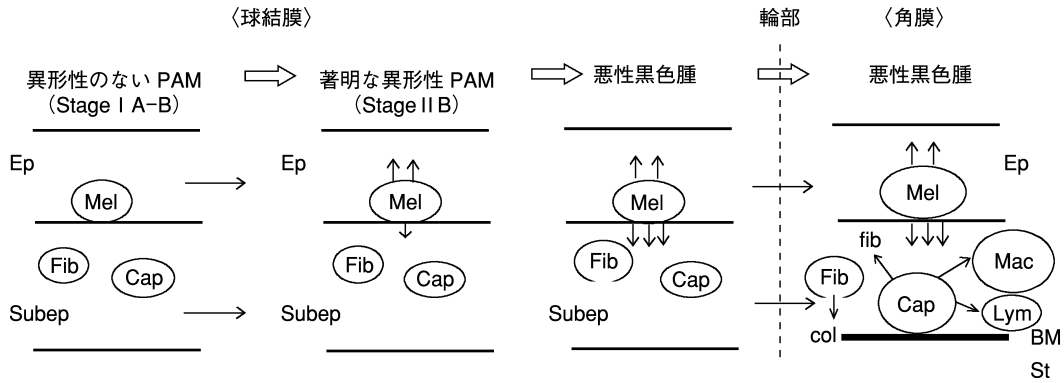 〈球結膜〉
輪部
〈角膜〉
異形性のない PAM
(Stage Ⅰ A-B)
著明な異形性 PAM
(Stage ⅡB)
悪性黒色腫
悪性黒色腫
Ep
Mel
Fib
Cap
Subep
Ep
Mel
Fib
Cap
Subep
Mel
Fib
Cap
Subep
Ep
Mel
fib
Mac
Fib
Cap
Lym
col
BM
St